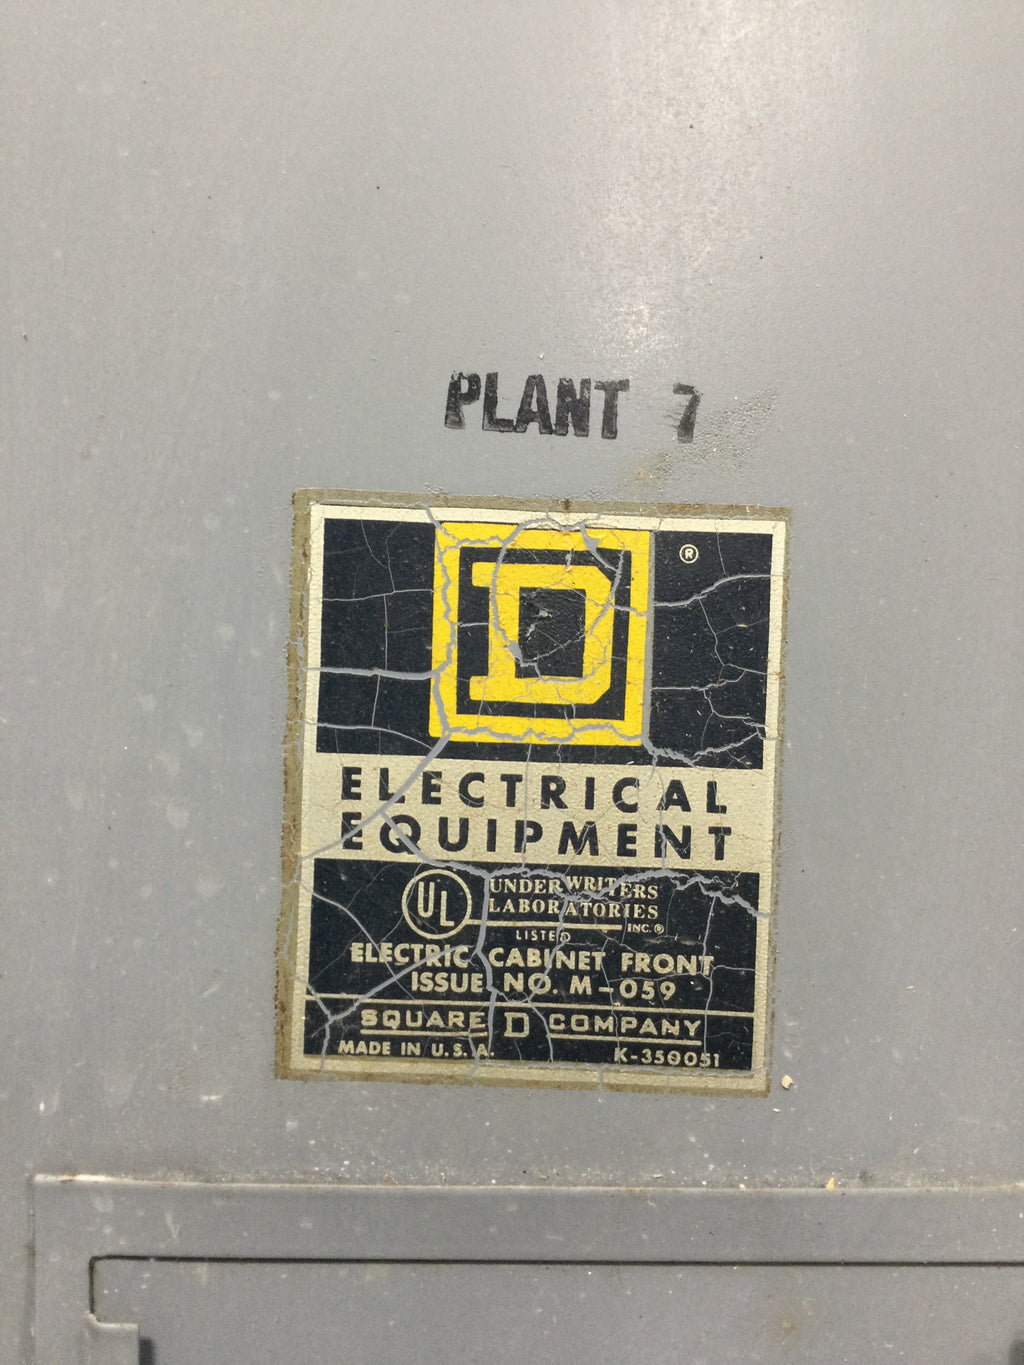 PLANT 7
D ®
ELECTRICAL
EQUIPMENT
UL UNDERWRITERS
LABORATORIES
INC.®
LISTED
ELECTRIC CABINET FRONT
ISSUE NO. M-059
SQUARE D COMPANY
MADE IN U.S.A. K-350051